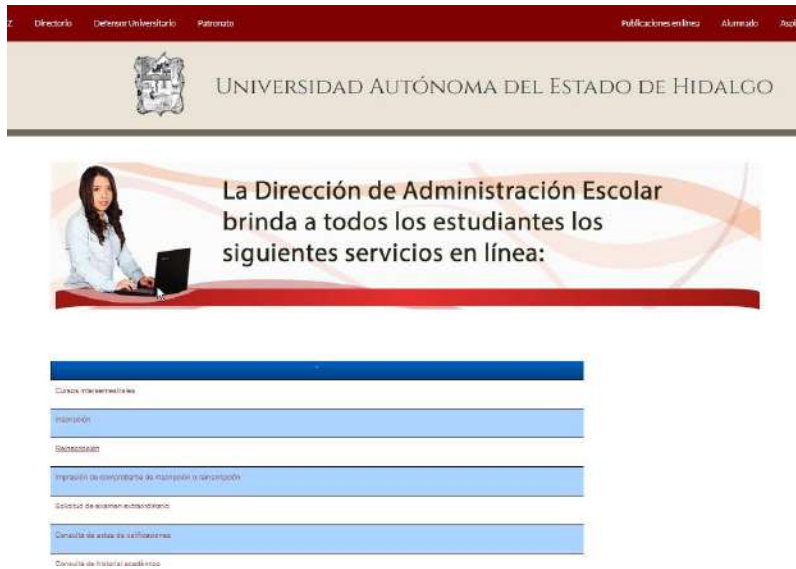 Z Directorio Defensor Universitario Patronato Publicaciones en línea Alumnado Aspi
UNIVERSIDAD AUTÓNOMA DEL ESTADO DE HIDALGO
La Dirección de Administración Escolar
brinda a todos los estudiantes los
siguientes servicios en línea:
Cursos intersemestrales
Inscripción
Reinscripción
Impresión de comprobante de inscripción o reinscripción
Solicitud de examen extraordinario
Consulta de actas de calificaciones
Consulta de historial académico